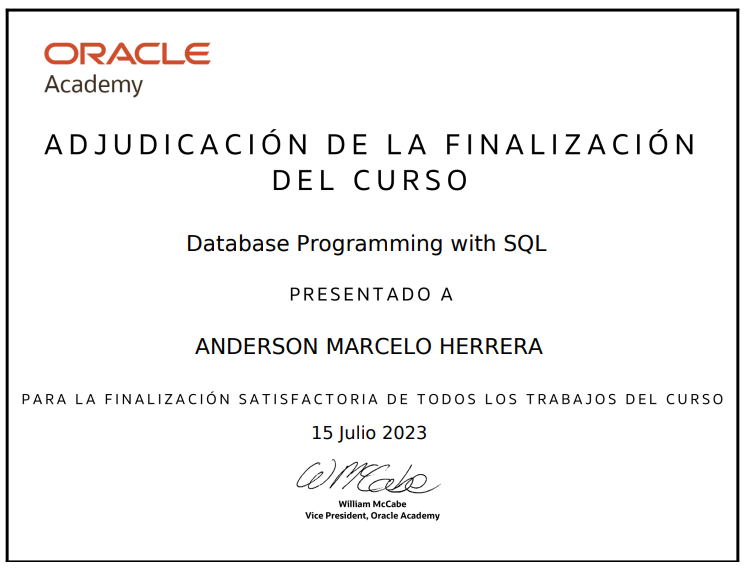 ORACLE
Academy
ADJUDICACIÓN DE LA FINALIZACIÓN
DEL CURSO
Database Programming with SQL
PRESENTADO A
ANDERSON MARCELO HERRERA
PARA LA FINALIZACIÓN SATISFACTORIA DE TODOS LOS TRABAJOS DEL CURSO
15 Julio 2023
WMcCabe
William McCabe
Vice President, Oracle Academy